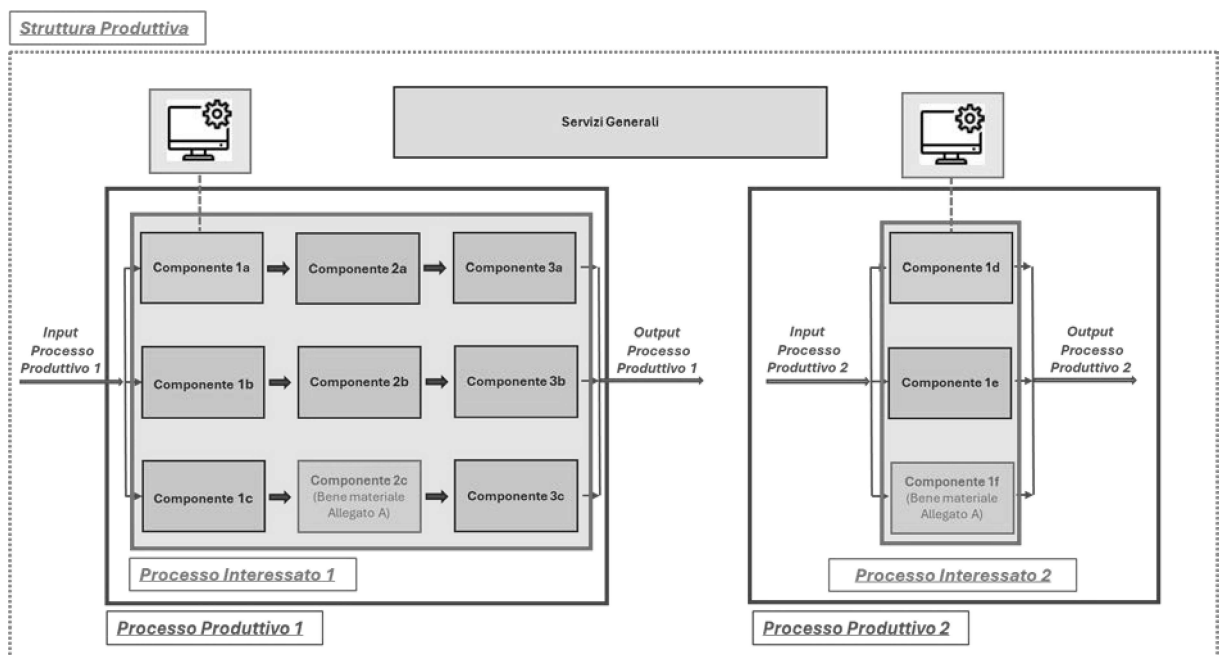 Struttura Produttiva
Servizi Generali
Componente 1a
Componente 2a
Componente 3a
Input
Processo
Produttivo 1
Componente 1b
Componente 2b
Componente 3b
Output
Processo
Produttivo 1
Componente 1c
Componente 2c
(Bene materiale
Allegato A)
Componente 3c
Processo Interessato 1
Processo Produttivo 1
Componente 1d
Input
Processo
Produttivo 2
Componente 1e
Output
Processo
Produttivo 2
Componente 1f
(Bene materiale
Allegato A)
Processo Interessato 2
Processo Produttivo 2